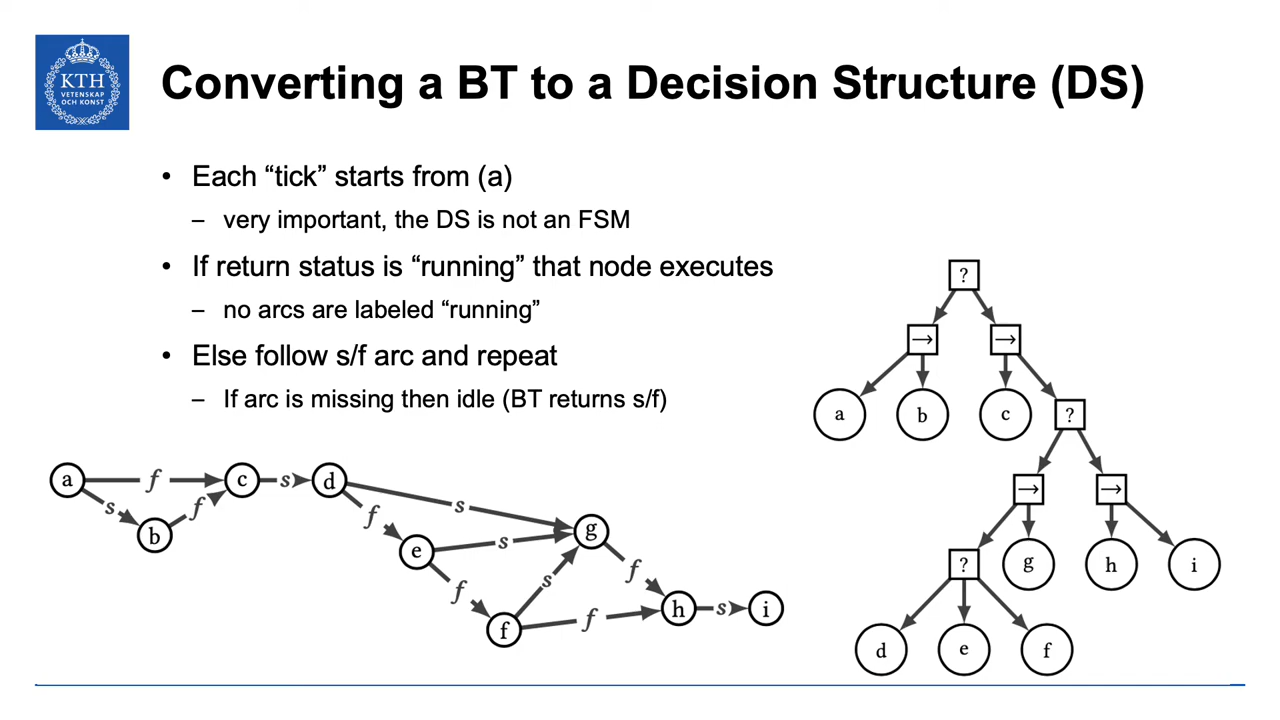 KTH
VETENSKAP
OCH KONST
Converting a BT to a Decision Structure (DS)
• Each “tick” starts from (a)
– very important, the DS is not an FSM
• If return status is “running” that node executes
– no arcs are labeled “running”
• Else follow s/f arc and repeat
– If arc is missing then idle (BT returns s/f)
a f c s d s g
s b f
f e s
f f s f h s i
f
?
→ →
a b c ?
→ →
? g h i
d e f